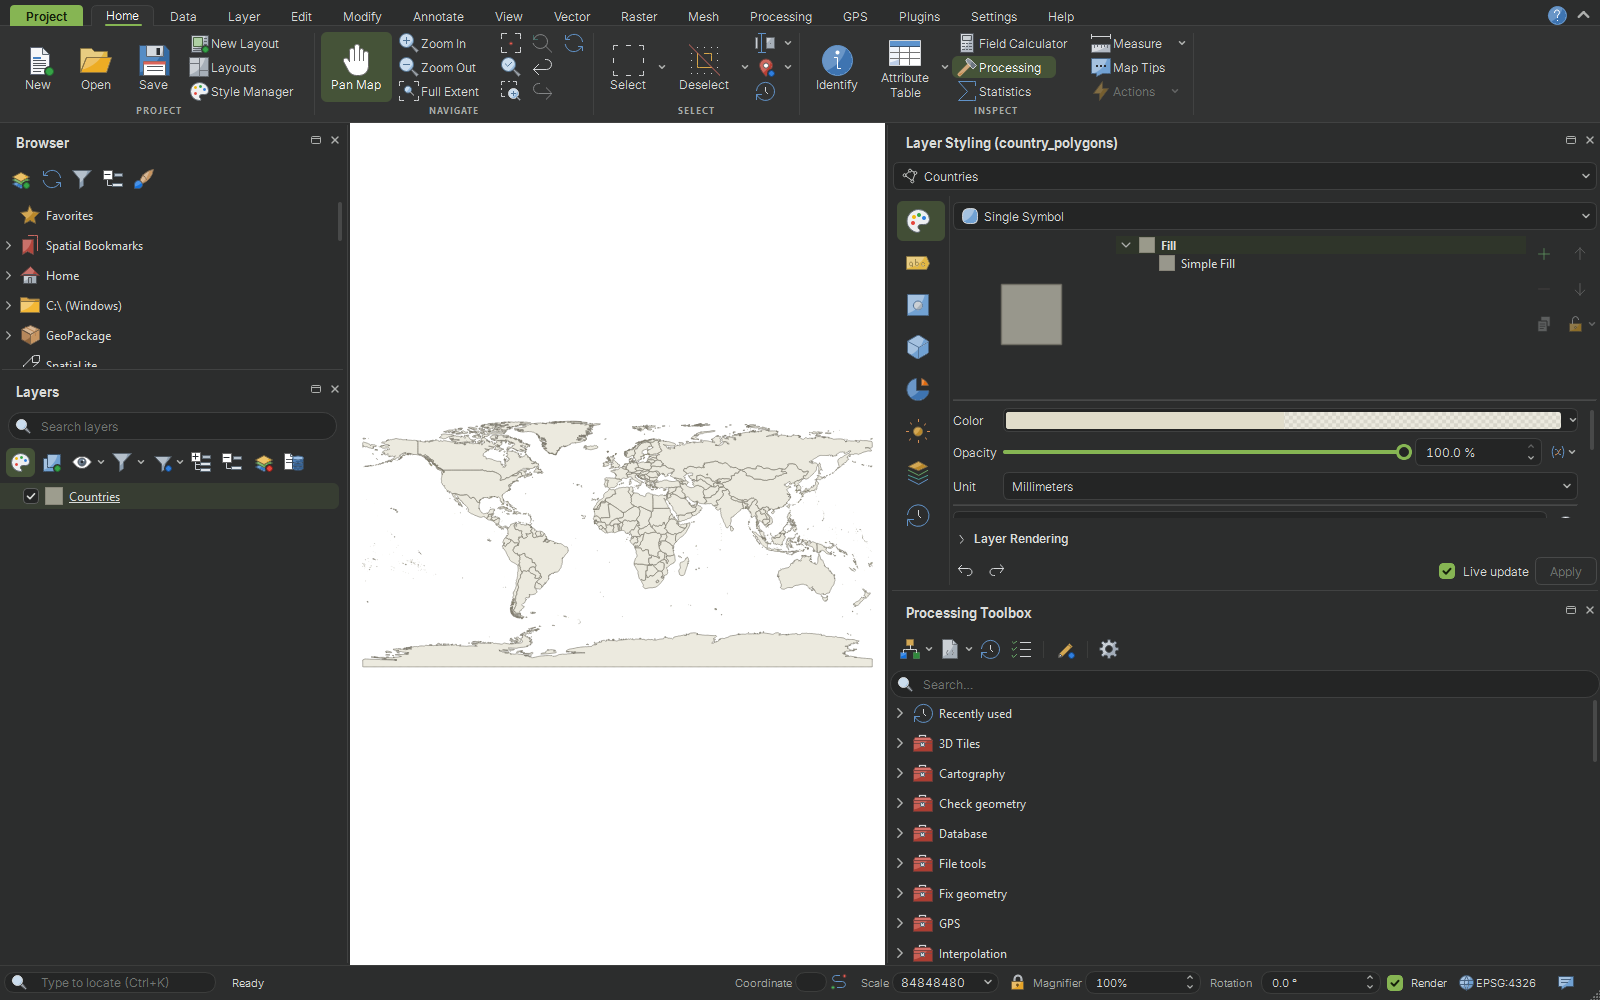 Project Home Data Layer Edit Modify Annotate View Vector Raster Mesh Processing GPS Plugins Settings Help
New Open Save New Layout Layouts Style Manager
PROJECT
Pan Map Zoom In Zoom Out Full Extent
NAVIGATE
Select Deselect
SELECT
Identify Attribute Table Field Calculator Processing Statistics Measure Map Tips Actions
INSPECT
Browser
Favorites
Spatial Bookmarks
Home
C:\ (Windows)
GeoPackage
SpatiaLite
Layers
Search layers
Countries
Layer Styling (country_polygons)
Countries
abc
Single Symbol
Fill
Simple Fill
Color
Opacity 100.0 %
Unit Millimeters
Layer Rendering
Live update Apply
Processing Toolbox
Search...
Recently used
3D Tiles
Cartography
Check geometry
Database
File tools
Fix geometry
GPS
Interpolation
Type to locate (Ctrl+K) Ready Coordinate Scale 84848480 Magnifier 100% Rotation 0.0 ° Render EPSG:4326